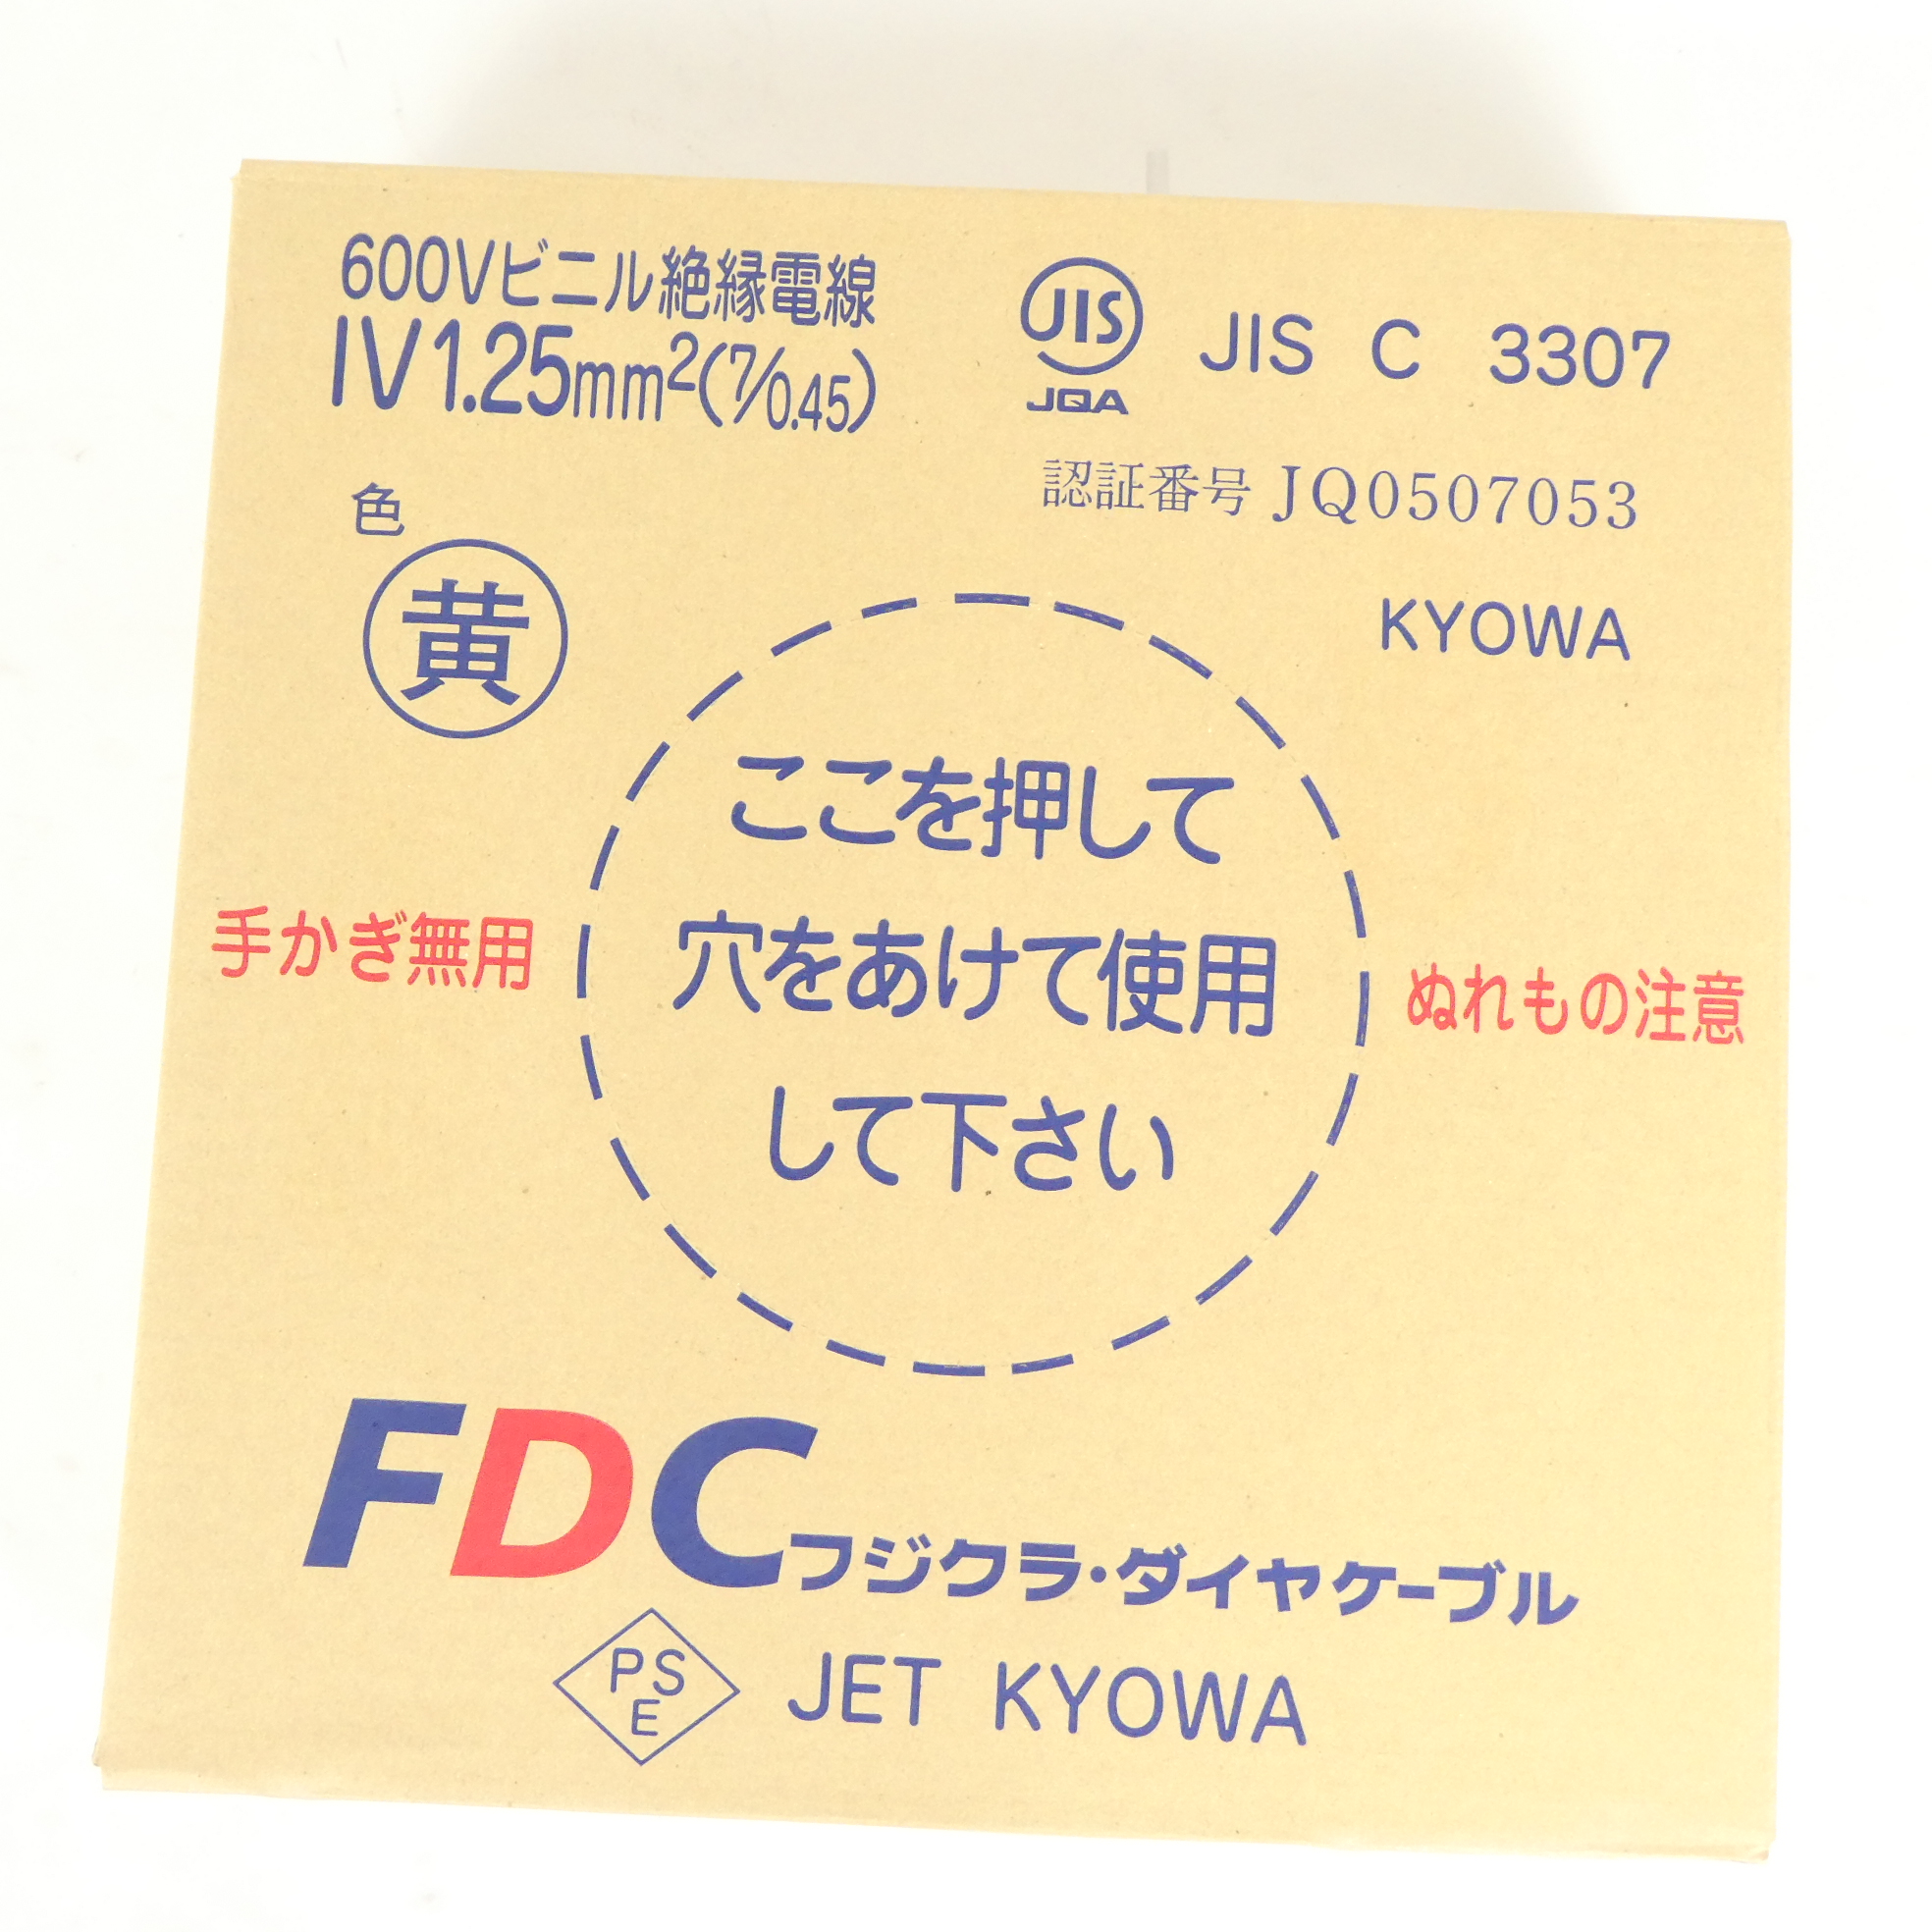 600Vビニル絶縁電線
IV1.25mm²(7/0.45)
JIS
JQA
JIS C 3307
認証番号 JQ0507053
色
黄
KYOWA
ここを押して
穴をあけて使用
して下さい
手かぎ無用
ぬれもの注意
FDC フジクラ・ダイヤケーブル
PS
E
JET KYOWA